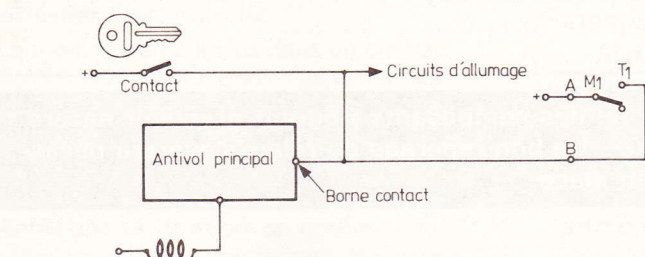 +
Contact
Circuits d'allumage
+
A
M1
T1
Antivol principal
B
Borne contact